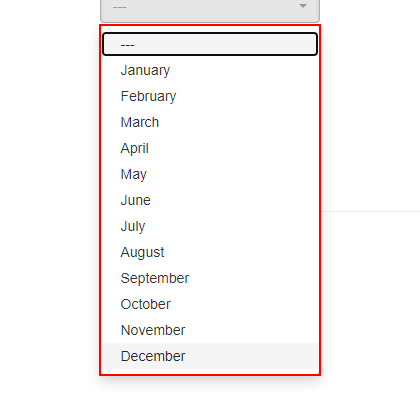 ---
---
January
February
March
April
May
June
July
August
September
October
November
December